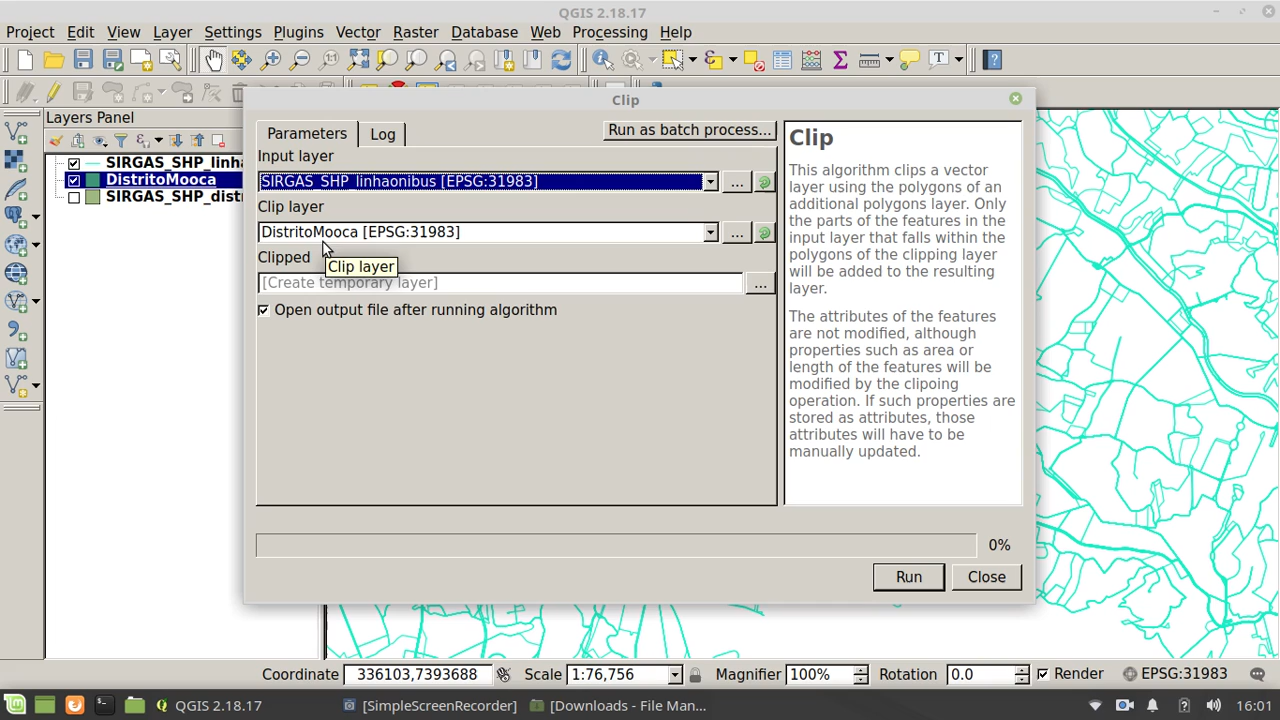 QGIS 2.18.17
Project Edit View Layer Settings Plugins Vector Raster Database Web Processing Help
Layers Panel
SIRGAS_SHP_linha
DistritoMooca
SIRGAS_SHP_distr
Clip
Parameters
Log
Run as batch process...
Input layer
SIRGAS_SHP_linhaonibus [EPSG:31983]
...
Clip layer
DistritoMooca [EPSG:31983]
...
Clip layer
Clipped
[Create temporary layer]
...
Open output file after running algorithm
Clip
This algorithm clips a vector
layer using the polygons of an
additional polygons layer. Only
the parts of the features in the
input layer that falls within the
polygons of the clipping layer
will be added to the resulting
layer.
The attributes of the features
are not modified, although
properties such as area or
length of the features will be
modified by the clipoing
operation. If such properties are
stored as attributes, those
attributes will have to be
manually updated.
0%
Run
Close
Coordinate 336103,7393688 Scale 1:76,756 Magnifier 100% Rotation 0.0 Render EPSG:31983
QGIS 2.18.17 [SimpleScreenRecorder] [Downloads - File Man... 16:01